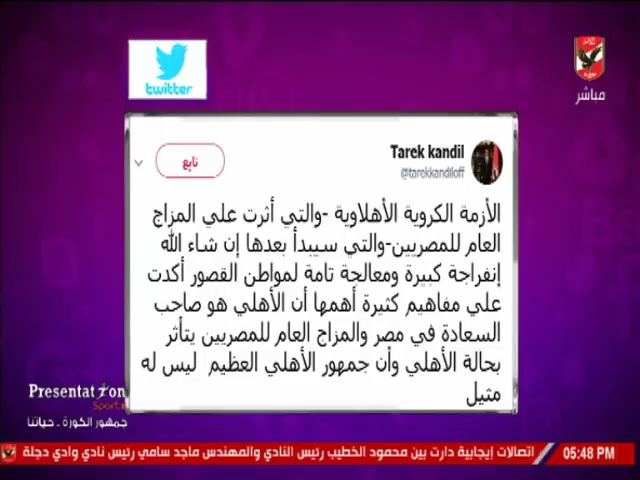 twitter
مباشر
Tarek kandil
@tarekkandiloff
تابع
الأزمة الكروية الأهلاوية -والتي أثرت علي المزاج
العام للمصريين-والتي سيبدأ بعدها إن شاء الله
إنفراجة كبيرة ومعالجة تامة لمواطن القصور أكدت
علي مفاهيم كثيرة أهمها أن الأهلي هو صاحب
السعادة في مصر والمزاج العام للمصريين يتأثر
بحالة الأهلي وأن جمهور الأهلي العظيم ليس له
مثيل
Presentation
Sports
جمهور الكورة . حياتنا
اتصالات إيجابية دارت بين محمود الخطيب رئيس النادي والمهندس ماجد سامي رئيس نادي وادي دجلة
05:48 PM